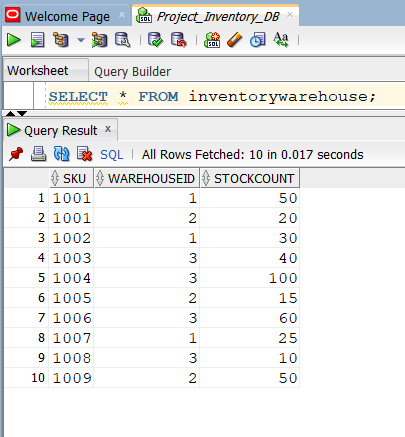 Welcome Page × Project_Inventory_DB ×
SQL Aa
Worksheet Query Builder
SELECT * FROM inventorywarehouse;
Query Result ×
SQL | All Rows Fetched: 10 in 0.017 seconds
SKU WAREHOUSEID STOCKCOUNT
1 1001 1 50
2 1001 2 20
3 1002 1 30
4 1003 3 40
5 1004 3 100
6 1005 2 15
7 1006 3 60
8 1007 1 25
9 1008 3 10
10 1009 2 50